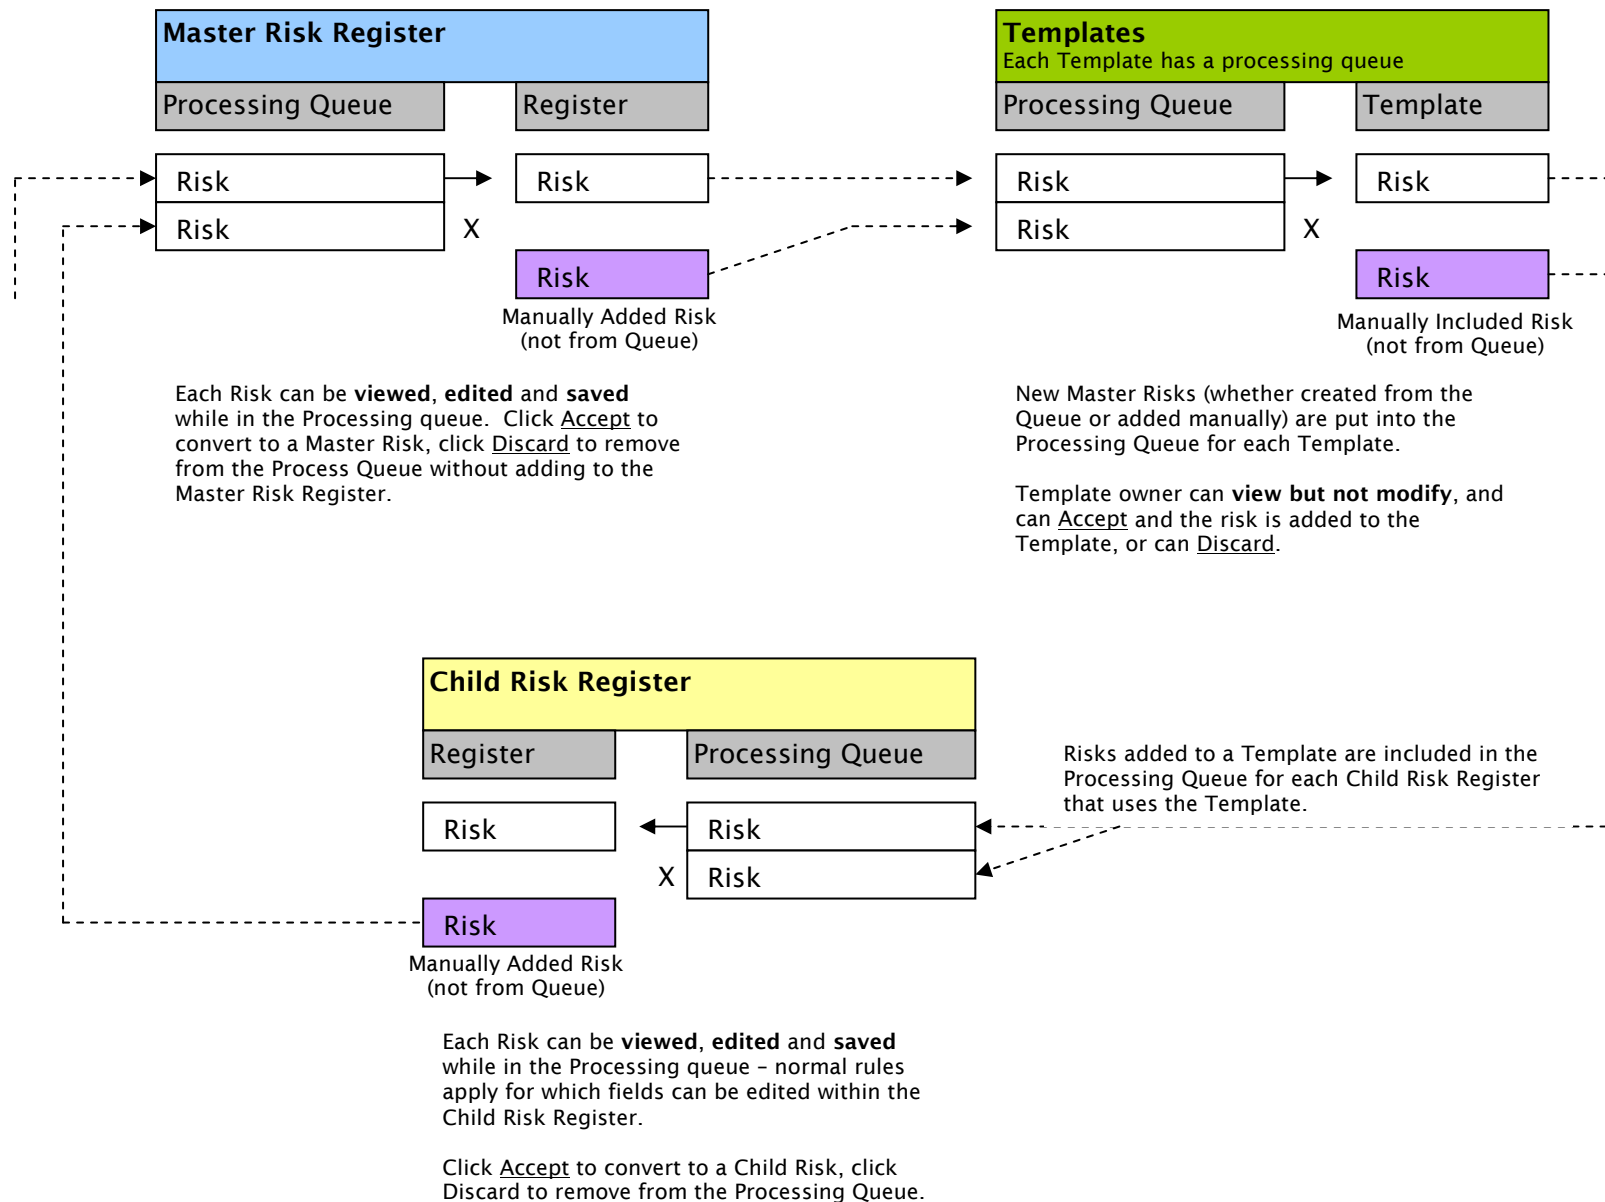 Master Risk Register
Processing Queue
Register
Risk
Risk
X
Risk
Risk
Manually Added Risk
(not from Queue)
Each Risk can be viewed, edited and saved
while in the Processing queue.  Click Accept to
convert to a Master Risk, click Discard to remove
from the Process Queue without adding to the
Master Risk Register.
Templates
Each Template has a processing queue
Processing Queue
Template
Risk
Risk
X
Risk
Risk
Manually Included Risk
(not from Queue)
New Master Risks (whether created from the
Queue or added manually) are put into the
Processing Queue for each Template.
Template owner can view but not modify, and
can Accept and the risk is added to the
Template, or can Discard.
Child Risk Register
Register
Processing Queue
Risk
Risk
X
Risk
Risk
Manually Added Risk
(not from Queue)
Risks added to a Template are included in the
Processing Queue for each Child Risk Register
that uses the Template.
Each Risk can be viewed, edited and saved
while in the Processing queue – normal rules
apply for which fields can be edited within the
Child Risk Register.
Click Accept to convert to a Child Risk, click
Discard to remove from the Processing Queue.